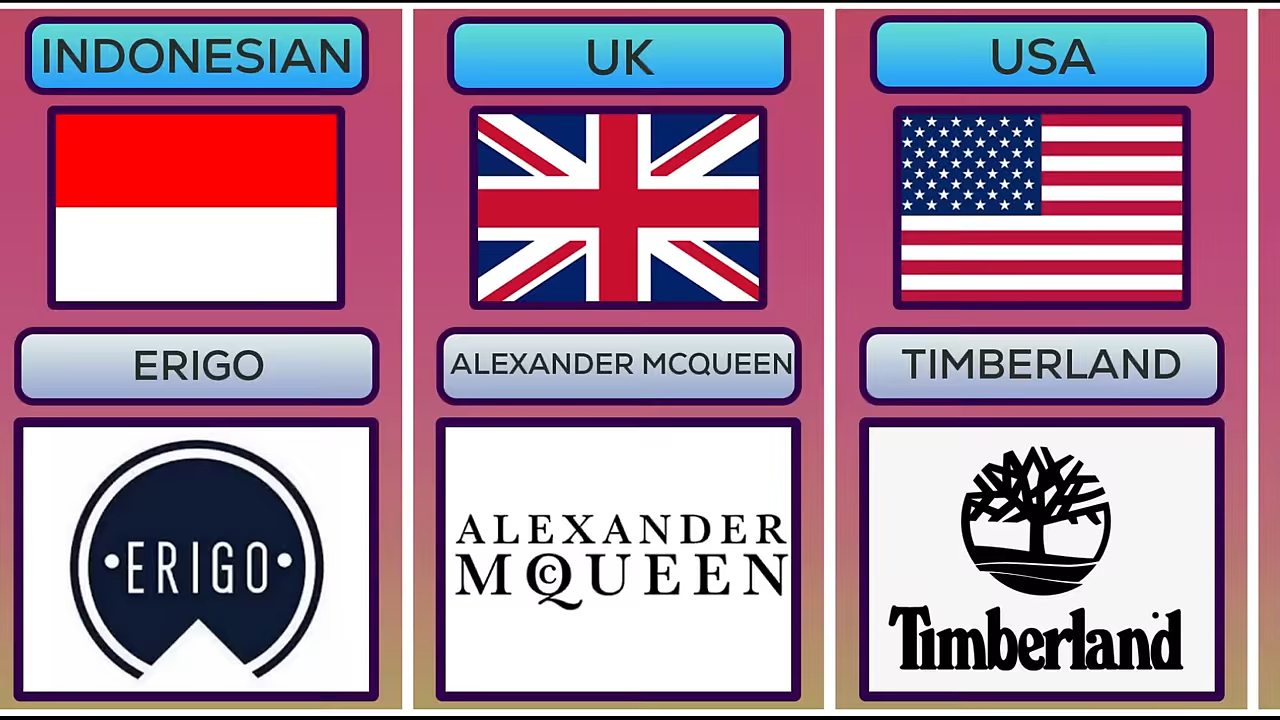 INDONESIAN
UK
USA
ERIGO
ALEXANDER MCQUEEN
TIMBERLAND
·ERIGO·
ALEXANDER
MCQUEEN
Timberland